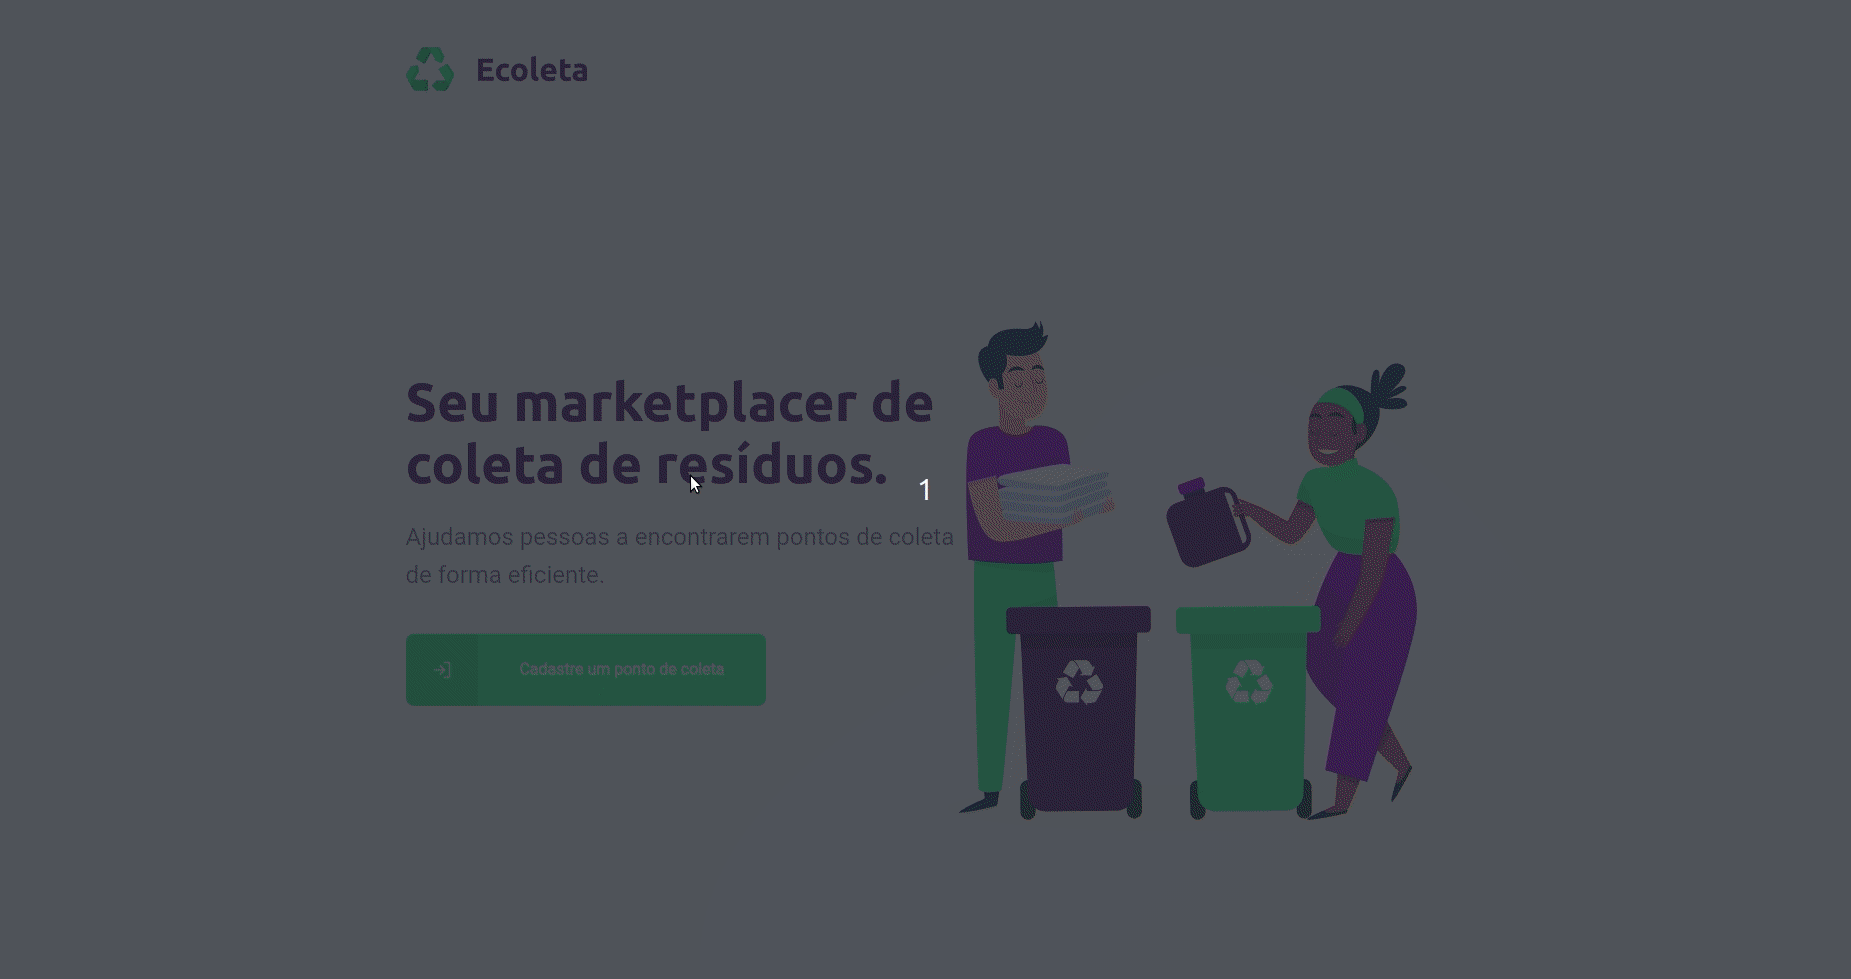 Ecoleta
Seu marketplacer de
coleta de resíduos.
1
Ajudamos pessoas a encontrarem pontos de coleta
de forma eficiente.
Cadastre um ponto de coleta